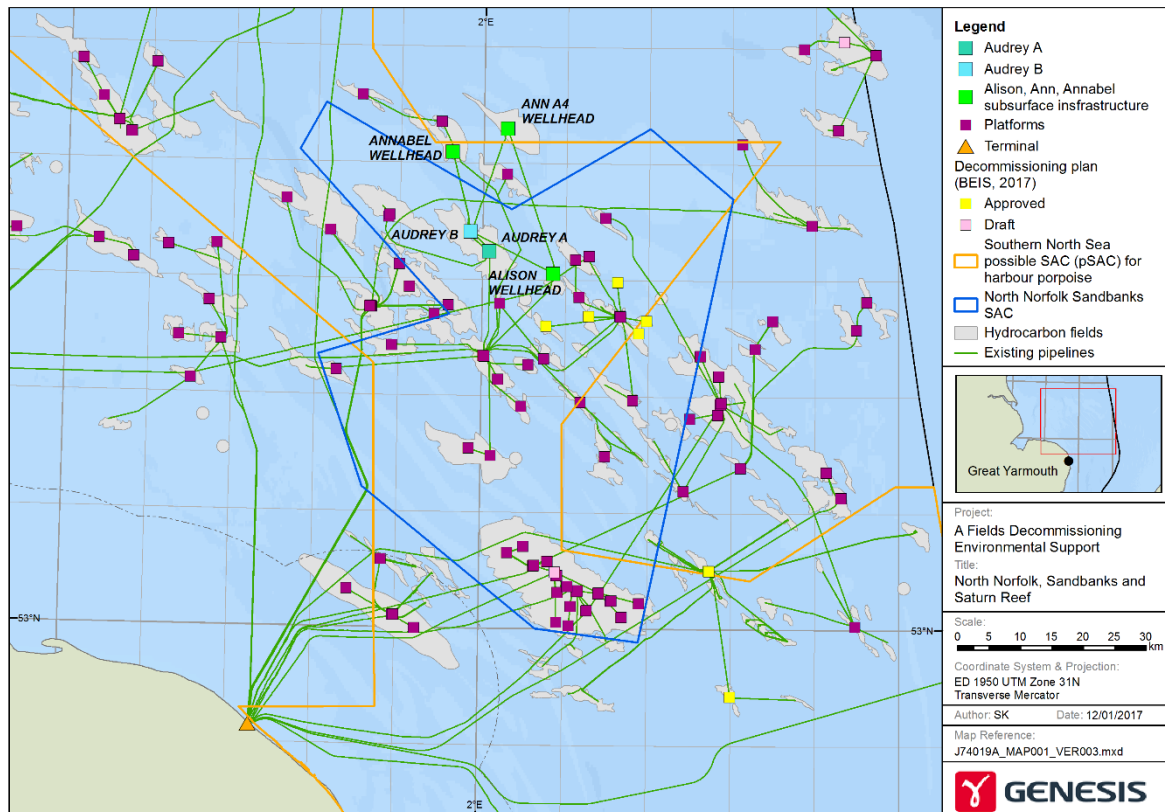 2°E
ANN A4
WELLHEAD
ANNABEL
WELLHEAD
AUDREY B
AUDREY A
ALISON
WELLHEAD
53°N
53°N
2°E
Legend
Audrey A
Audrey B
Alison, Ann, Annabel
subsurface insfrastructure
Platforms
Terminal
Decommissioning plan
(BEIS, 2017)
Approved
Draft
Southern North Sea
possible SAC (pSAC) for
harbour porpoise
North Norfolk Sandbanks
SAC
Hydrocarbon fields
Existing pipelines
Great Yarmouth
Project:
A Fields Decommissioning
Environmental Support
Title:
North Norfolk, Sandbanks and
Saturn Reef
Scale:
0 5 10 15 20 25 30
km
Coordinate System & Projection:
ED 1950 UTM Zone 31N
Transverse Mercator
Author: SK Date: 12/01/2017
Map Reference:
J74019A_MAP001_VER003.mxd
GENESIS